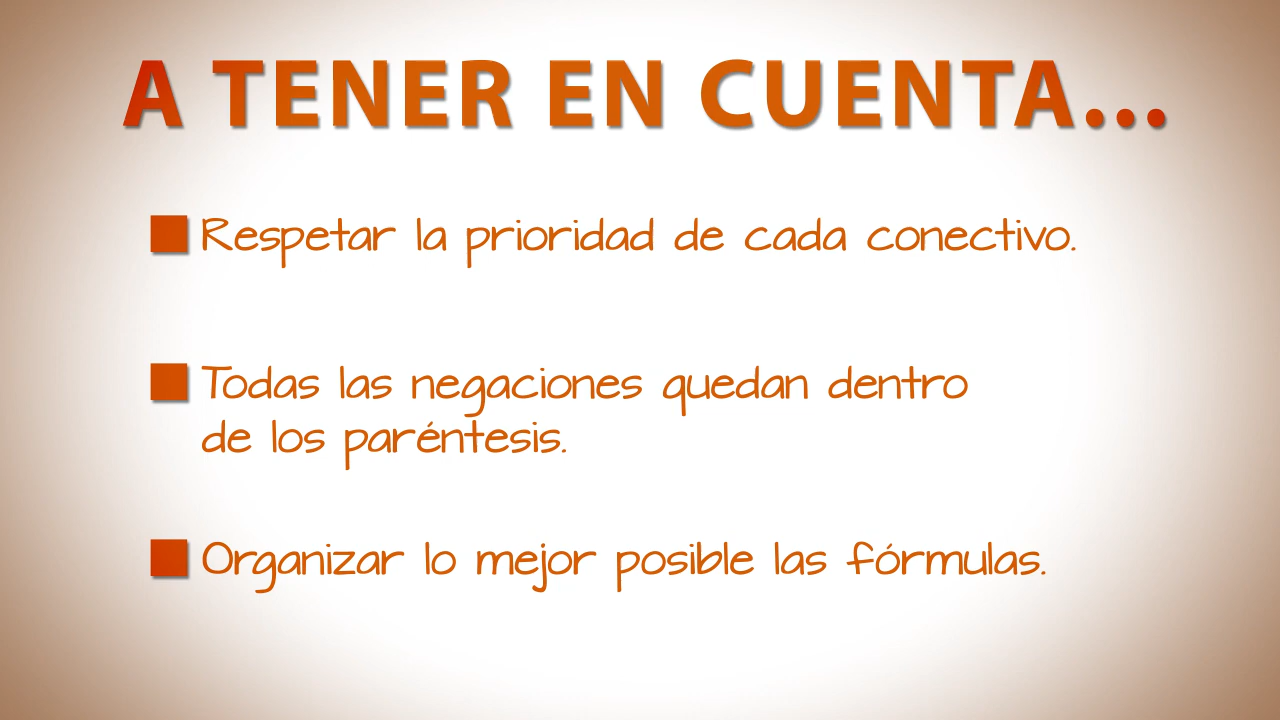 A TENER EN CUENTA...
Respetar la prioridad de cada conectivo.
Todas las negaciones quedan dentro
de los paréntesis.
Organizar lo mejor posible las fórmulas.